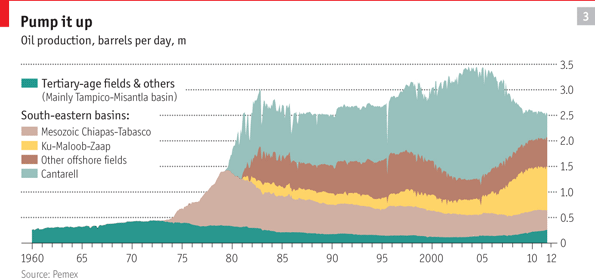 Pump it up
3
Oil production, barrels per day, m
Tertiary-age fields & others
(Mainly Tampico-Misantla basin)
South-eastern basins:
Mesozoic Chiapas-Tabasco
Ku-Maloob-Zaap
Other offshore fields
Cantarell
3.5
3.0
2.5
2.0
1.5
1.0
0.5
0
1960 65 70 75 80 85 90 95 2000 05 10 12
Source: Pemex